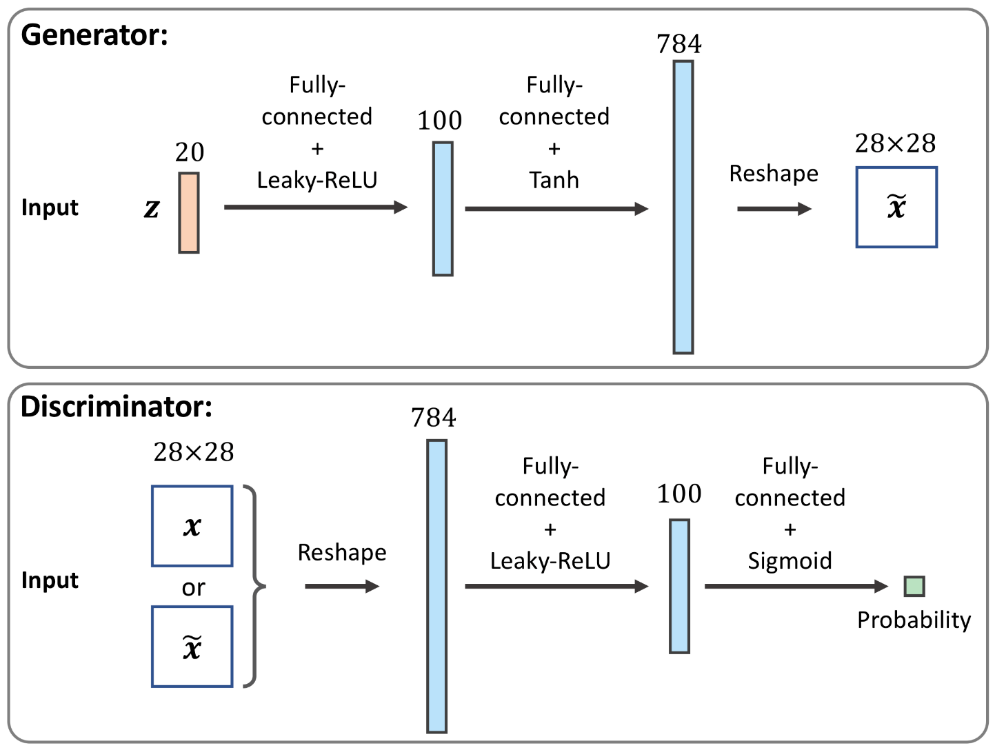 Generator:
784
Fully-
connected
+
Leaky-ReLU
Fully-
connected
+
Tanh
100
20
28×28
Reshape
Input
z
x̃
Discriminator:
784
28×28
Fully-
connected
+
Leaky-ReLU
Fully-
connected
+
Sigmoid
100
x
Reshape
Input
or
x̃
Probability